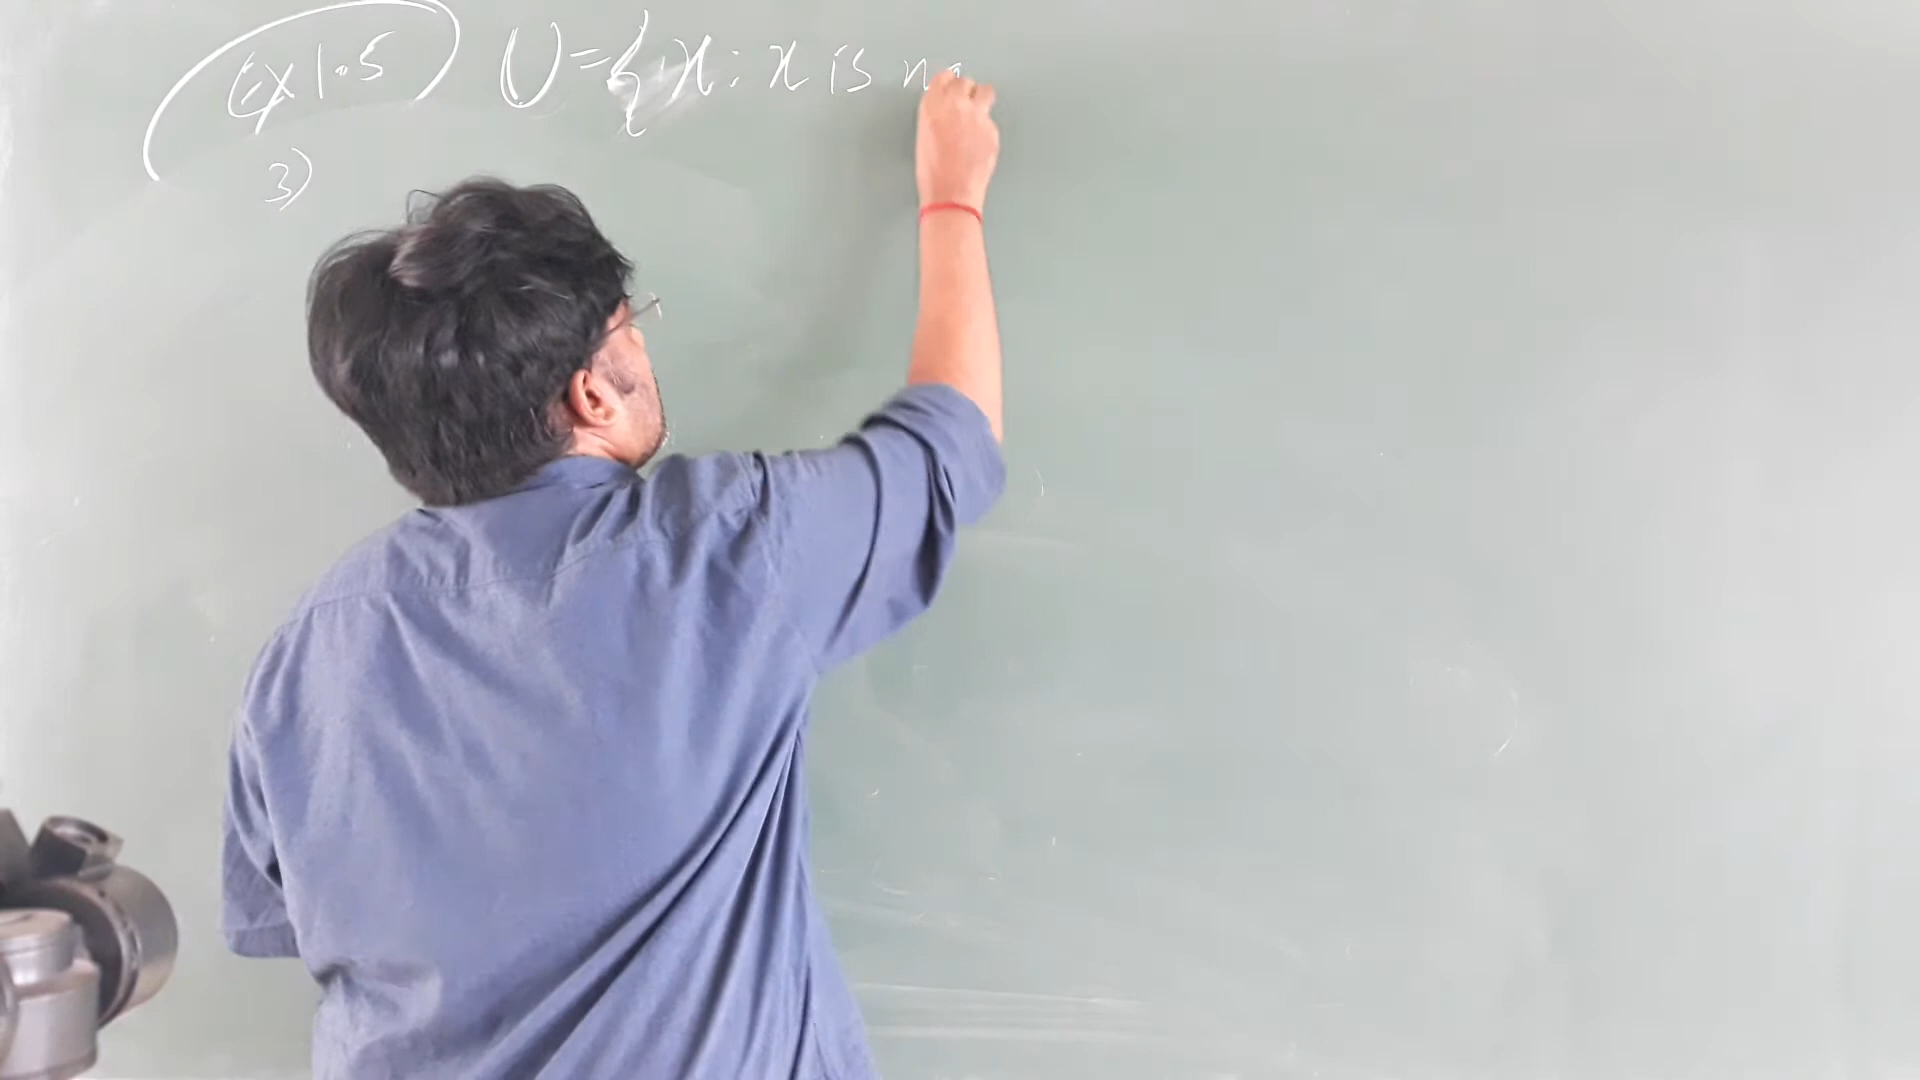 Ex 1.5 U = { x : x is na
3)